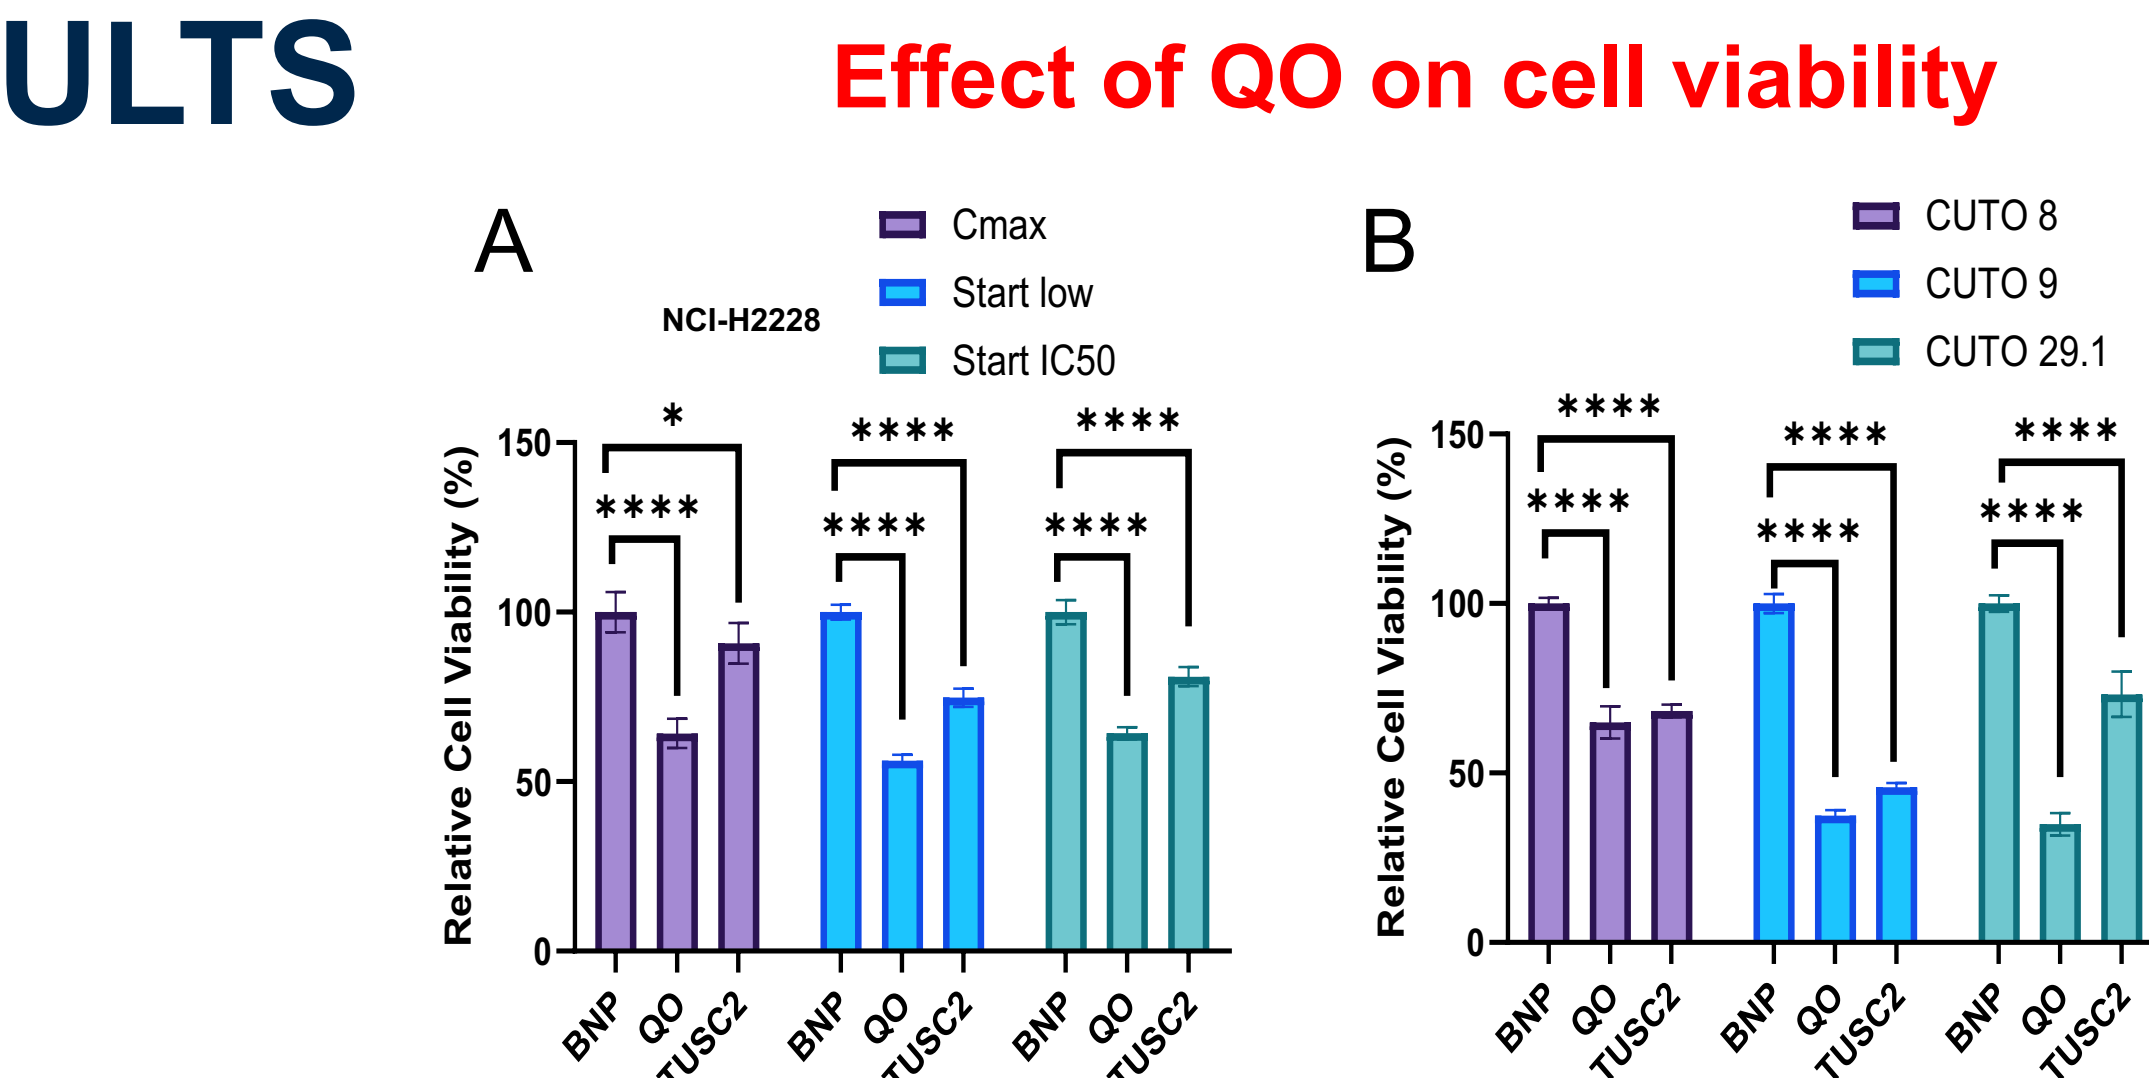 ULTS
Effect of QO on cell viability
A
Cmax
Start low
Start IC50
NCI-H2228
* **** **** **** **** ****
Relative Cell Viability (%)
150
100
50
0
BNP QO TUSC2 BNP QO TUSC2 BNP QO TUSC2
B
CUTO 8
CUTO 9
CUTO 29.1
**** **** **** **** **** ****
Relative Cell Viability (%)
150
100
50
0
BNP QO TUSC2 BNP QO TUSC2 BNP QO TUSC2